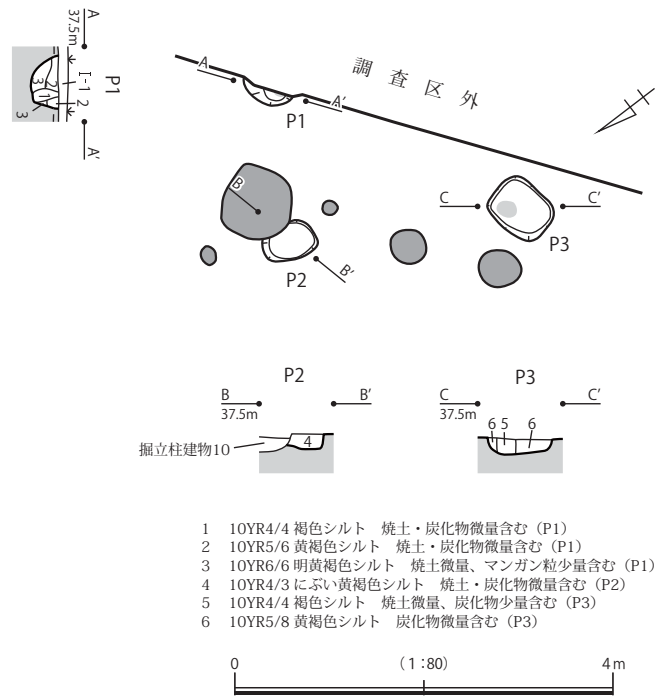 A
37.5m
I-1
2
3
2
1
3
P1
A'
A
A'
P1
調査区外
B
B'
P2
C
C'
P3
P2
B
B'
37.5m
掘立柱建物10
4
P3
C
C'
37.5m
6 5 6
1 10YR4/4 褐色シルト 焼土・炭化物微量含む（P1）
2 10YR5/6 黄褐色シルト 焼土・炭化物微量含む（P1）
3 10YR6/6 明黄褐色シルト 焼土微量、マンガン粒少量含む（P1）
4 10YR4/3 にぶい黄褐色シルト 焼土・炭化物微量含む（P2）
5 10YR4/4 褐色シルト 焼土微量、炭化物少量含む（P3）
6 10YR5/8 黄褐色シルト 炭化物微量含む（P3）
0 （1：80） 4m